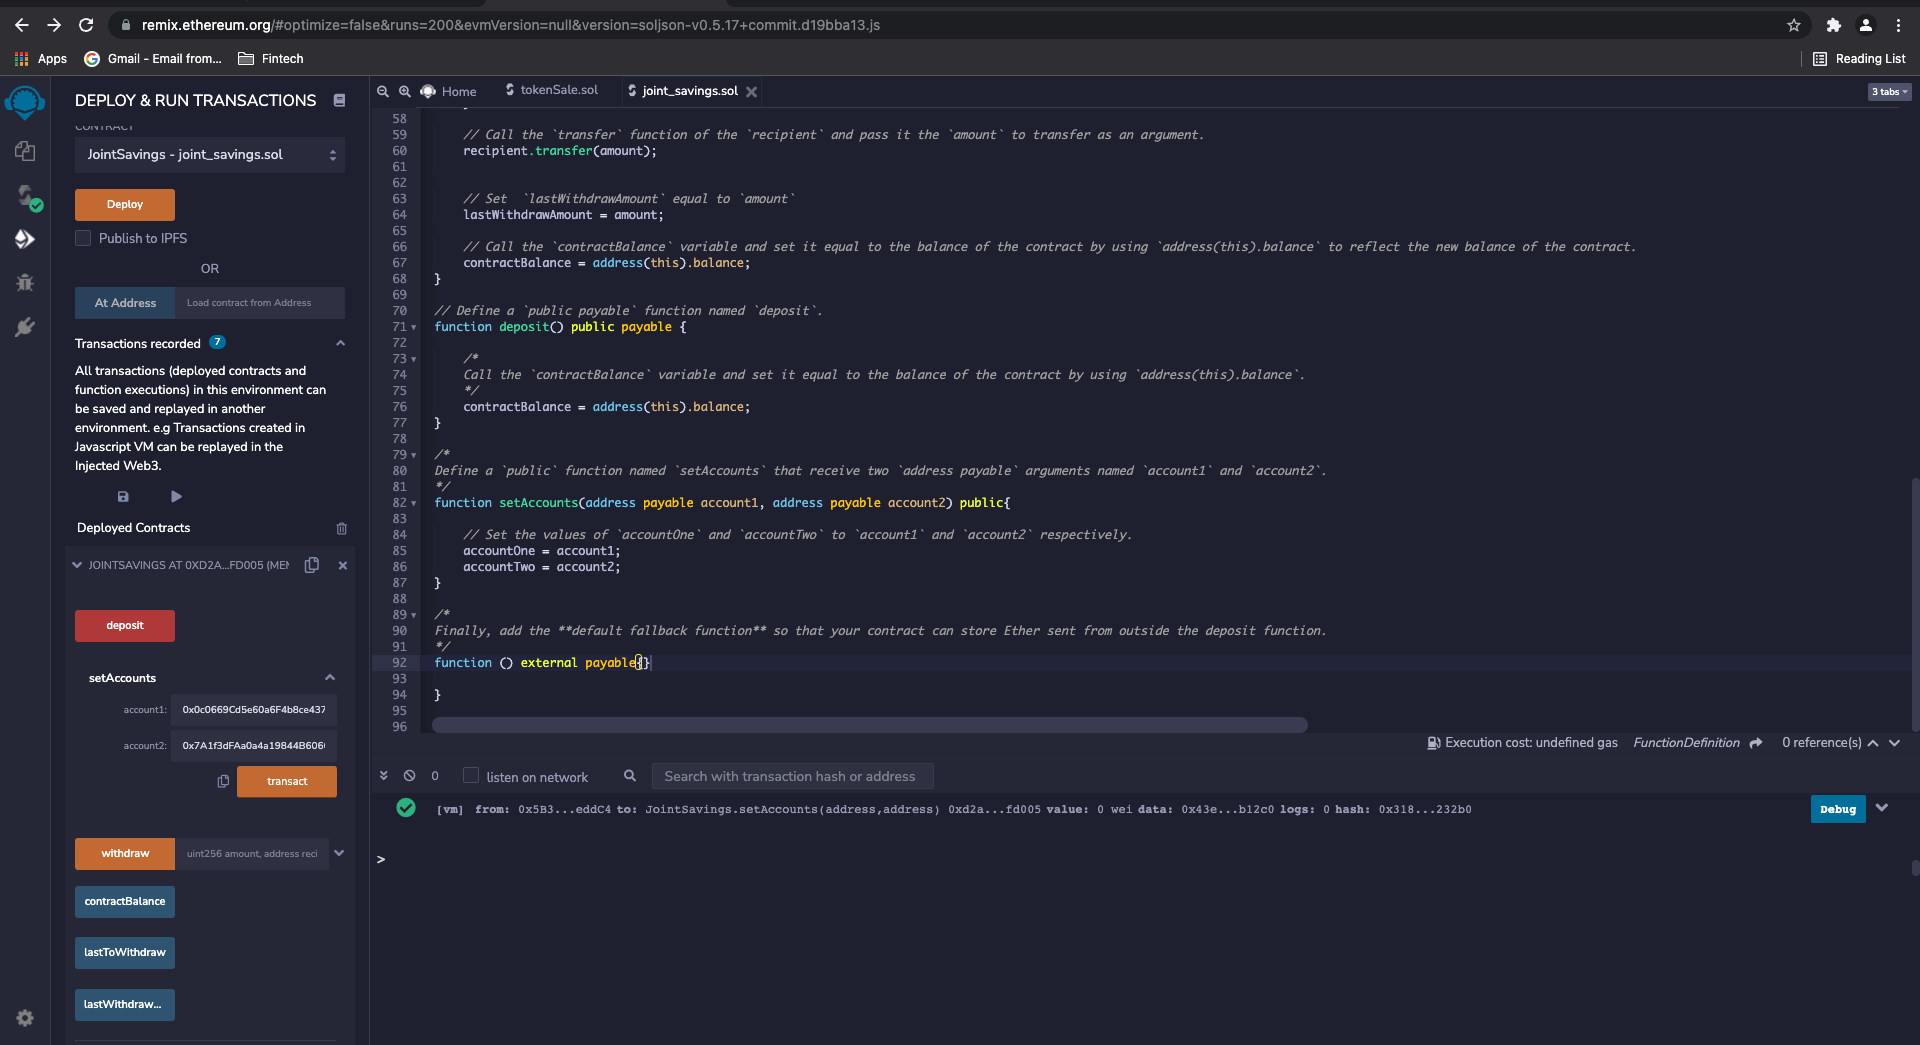 remix.ethereum.org/#optimize=false&runs=200&evmVersion=null&version=soljson-v0.5.17+commit.d19bba13.js
Apps
Gmail - Email from...
Fintech
Reading List
DEPLOY & RUN TRANSACTIONS
CONTRACT
JointSavings - joint_savings.sol
Deploy
Publish to IPFS
OR
At Address
Load contract from Address
Transactions recorded 7
All transactions (deployed contracts and
function executions) in this environment can
be saved and replayed in another
environment. e.g Transactions created in
Javascript VM can be replayed in the
Injected Web3.
Deployed Contracts
JOINTSAVINGS AT 0XD2A...FD005 (MEM
deposit
setAccounts
account1: 0x0c0669Cd5e60a6F4b8ce437
account2: 0x7A1f3dFAa0a4a19844B606
transact
withdraw
uint256 amount, address reci
contractBalance
lastToWithdraw
lastWithdraw...
Home
tokenSale.sol
joint_savings.sol
3 tabs
58
59 // Call the `transfer` function of the `recipient` and pass it the `amount` to transfer as an argument.
60 recipient.transfer(amount);
61
62
63 // Set  `lastWithdrawAmount` equal to `amount`
64 lastWithdrawAmount = amount;
65
66 // Call the `contractBalance` variable and set it equal to the balance of the contract by using `address(this).balance` to reflect the new balance of the contract.
67 contractBalance = address(this).balance;
68 }
69
70 // Define a `public payable` function named `deposit`.
71 function deposit() public payable {
72
73 /*
74 Call the `contractBalance` variable and set it equal to the balance of the contract by using `address(this).balance`.
75 */
76 contractBalance = address(this).balance;
77 }
78
79 /*
80 Define a `public` function named `setAccounts` that receive two `address payable` arguments named `account1` and `account2`.
81 */
82 function setAccounts(address payable account1, address payable account2) public{
83
84 // Set the values of `accountOne` and `accountTwo` to `account1` and `account2` respectively.
85 accountOne = account1;
86 accountTwo = account2;
87 }
88
89 /*
90 Finally, add the **default fallback function** so that your contract can store Ether sent from outside the deposit function.
91 */
92 function () external payable{}
93
94 }
95
96
Execution cost: undefined gas
FunctionDefinition
0 reference(s)
0
listen on network
Search with transaction hash or address
[vm] from: 0x5B3...eddC4 to: JointSavings.setAccounts(address,address) 0xd2a...fd005 value: 0 wei data: 0x43e...b12c0 logs: 0 hash: 0x318...232b0
Debug
>